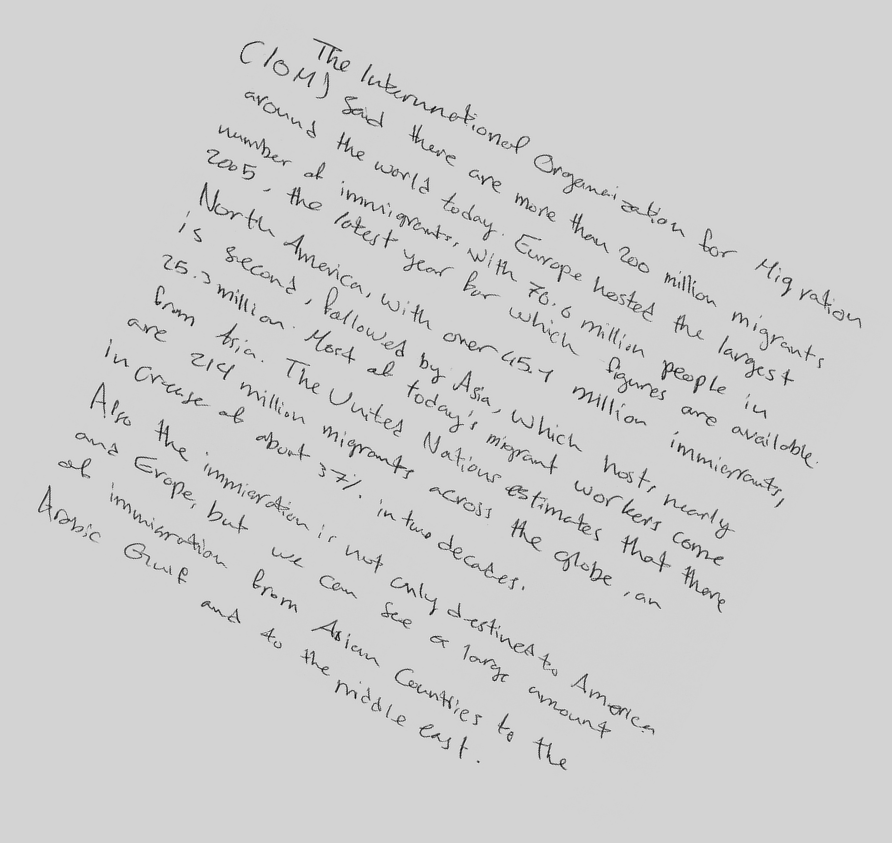 The Internnational Orgamaization for Migration
(IOM) said there are more than 200 million migrants
around the world today. Europe hosted the largest
number of immigrants, with 70.6 million people in
2005, the latest year for which figures are available.
North America, with over 45.1 million immigrants,
is second, followed by Asia, which hosts nearly
25.3 million. Most of today's migrant workers come
from Asia. The United Nations estimates that there
are 214 million migrants across the globe, an
increase of about 37% in two decades.
Also the immigration is not only destined to America
and Erope, but we can see a large amount
of immigration from Asian Countries to the
Arabic Gulf and to the middle east.